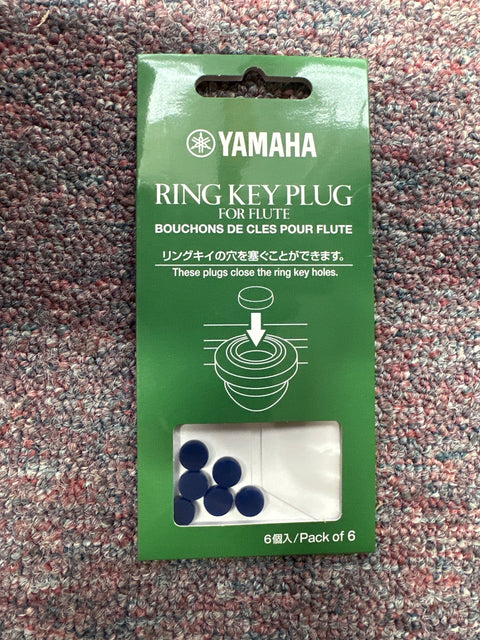 YAMAHA
RING KEY PLUG
FOR FLUTE
BOUCHONS DE CLES POUR FLUTE
リングキイの穴を塞ぐことができます。
These plugs close the ring key holes.
6個入/Pack of 6